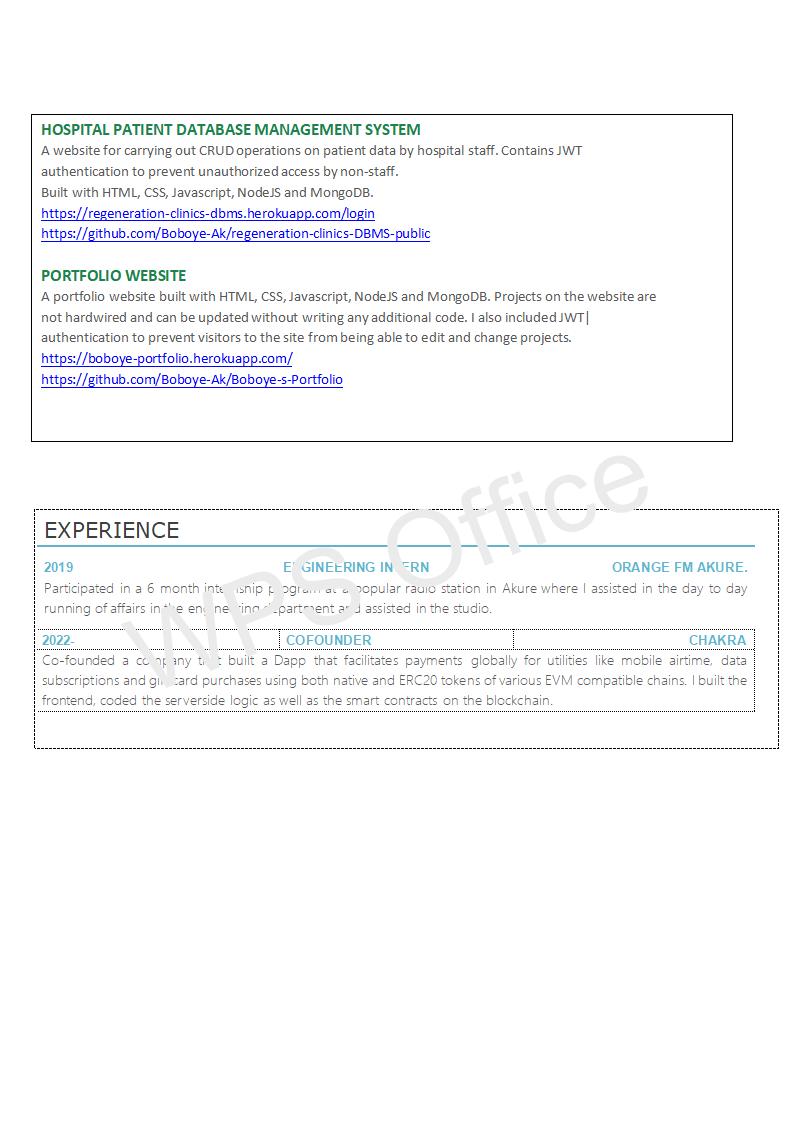 HOSPITAL PATIENT DATABASE MANAGEMENT SYSTEM
A website for carrying out CRUD operations on patient data by hospital staff. Contains JWT
authentication to prevent unauthorized access by non-staff.
Built with HTML, CSS, Javascript, NodeJS and MongoDB.
https://regeneration-clinics-dbms.herokuapp.com/login
https://github.com/Boboye-Ak/regeneration-clinics-DBMS-public
PORTFOLIO WEBSITE
A portfolio website built with HTML, CSS, Javascript, NodeJS and MongoDB. Projects on the website are
not hardwired and can be updated without writing any additional code. I also included JWT|
authentication to prevent visitors to the site from being able to edit and change projects.
https://boboye-portfolio.herokuapp.com/
https://github.com/Boboye-Ak/Boboye-s-Portfolio
WPS Office
EXPERIENCE
2019 ENGINEERING INTERN ORANGE FM AKURE.
Participated in a 6 month internship program at a popular radio station in Akure where I assisted in the day to day
running of affairs in the engineering department and assisted in the studio.
2022- COFOUNDER CHAKRA
Co-founded a company that built a Dapp that facilitates payments globally for utilities like mobile airtime, data
subscriptions and giftcard purchases using both native and ERC20 tokens of various EVM compatible chains. I built the
frontend, coded the serverside logic as well as the smart contracts on the blockchain.